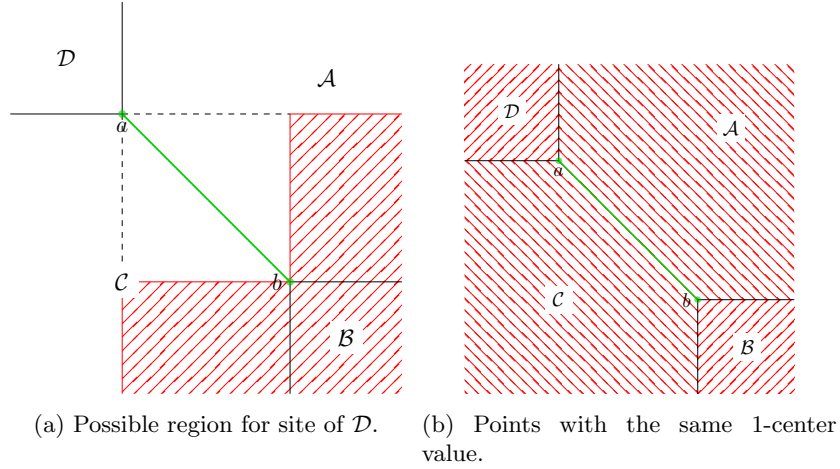 𝒟
𝒜
a
𝒞
b
ℬ
(a) Possible region for site of 𝒟.
𝒟
𝒜
a
𝒞
b
ℬ
(b) Points with the same 1-center
value.